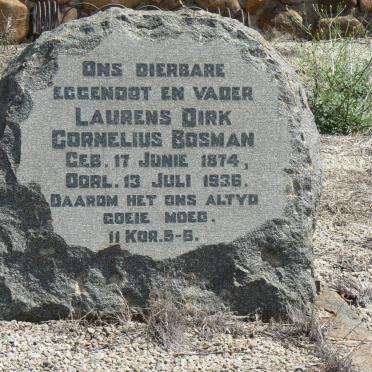 ONS DIERBARE
EGGENOOT EN VADER
LAURENS DIRK
CORNELIUS BOSMAN
GEB. 17 JUNIE 1874,
OORL. 13 JULI 1936.
DAAROM HET ONS ALTYD
GOEIE MOED.
II KOR. 5-6.